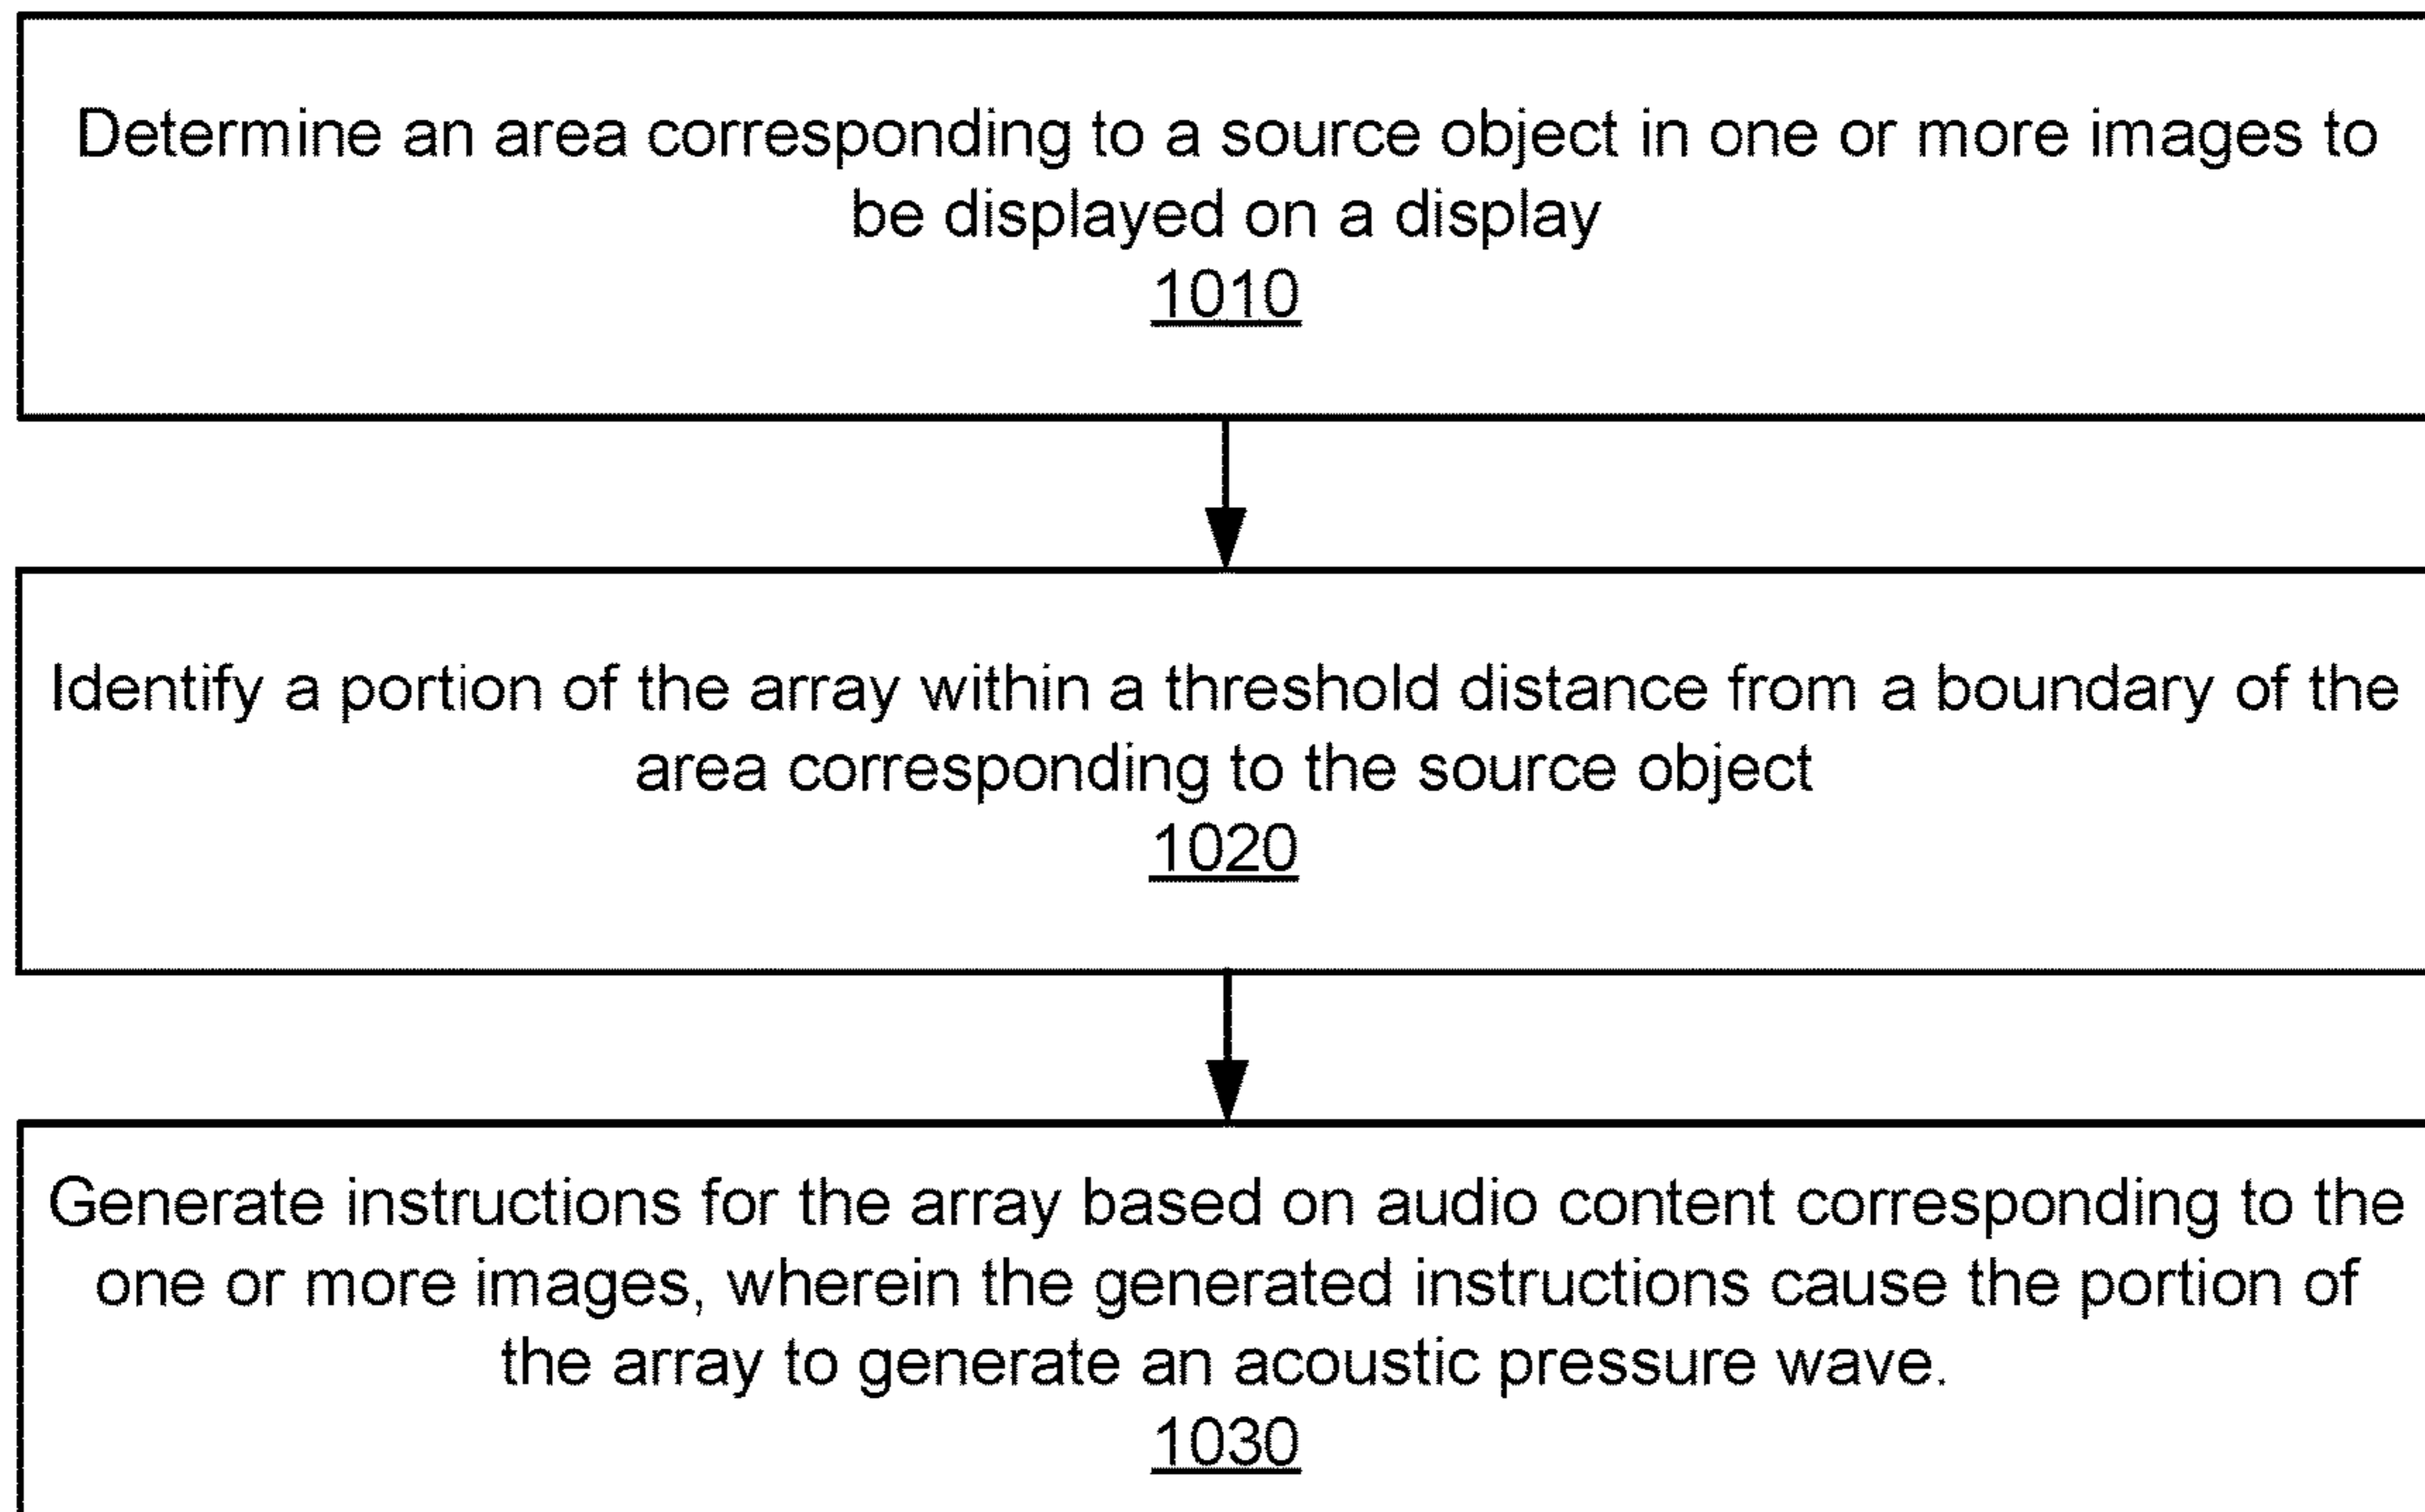 Determine an area corresponding to a source object in one or more images to
be displayed on a display
1010
Identify a portion of the array within a threshold distance from a boundary of the
area corresponding to the source object
1020
Generate instructions for the array based on audio content corresponding to the
one or more images, wherein the generated instructions cause the portion of
the array to generate an acoustic pressure wave.
1030